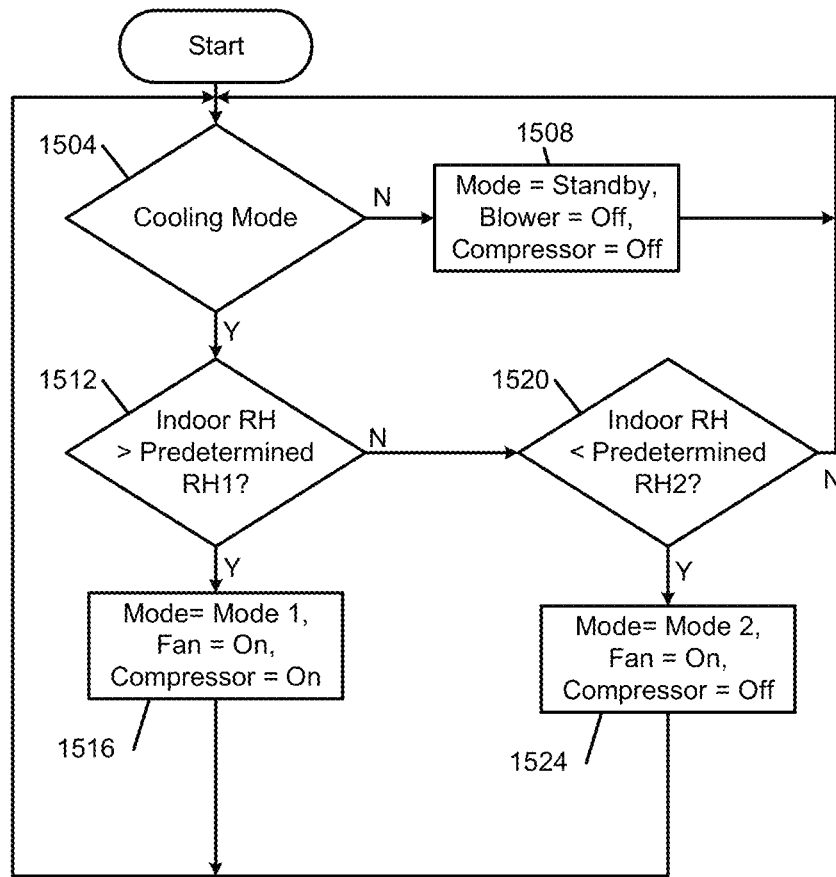 Start
1504
Cooling Mode
N
1508
Mode = Standby,
Blower = Off,
Compressor = Off
Y
1512
Indoor RH
> Predetermined
RH1?
N
1520
Indoor RH
< Predetermined
RH2?
N
Y
Mode= Mode 1,
Fan = On,
Compressor = On
1516
Y
Mode= Mode 2,
Fan = On,
Compressor = Off
1524